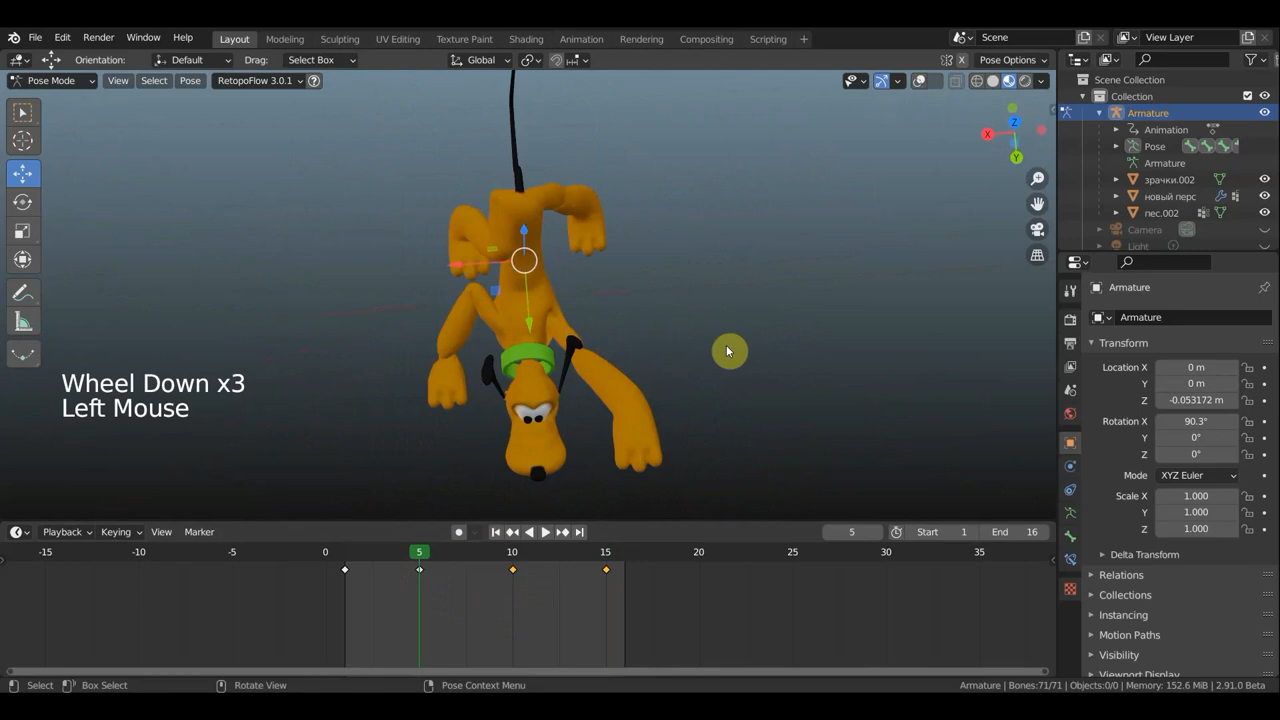 File Edit Render Window Help Layout Modeling Sculpting UV Editing Texture Paint Shading Animation Rendering Compositing Scripting + Scene View Layer
Orientation: Default Drag: Select Box Global X Pose Options
Pose Mode View Select Pose RetopoFlow 3.0.1 ?
Scene Collection
Collection
Armature
Animation
Pose
Armature
зрачки.002
новый перс
пес.002
Camera
Light
X Z Y
Armature
Armature
Transform
Location X 0 m
Y 0 m
Z -0.053172 m
Rotation X 90.3°
Y 0°
Z 0°
Mode XYZ Euler
Scale X 1.000
Y 1.000
Z 1.000
Delta Transform
Relations
Collections
Instancing
Motion Paths
Visibility
Viewport Display
Wheel Down x3
Left Mouse
Playback Keying View Marker 5 Start 1 End 16
-15 -10 -5 0 5 10 15 20 25 30 35
Select Box Select Rotate View Pose Context Menu Armature | Bones:71/71 | Objects:0/0 | Memory: 152.6 MiB | 2.91.0 Beta